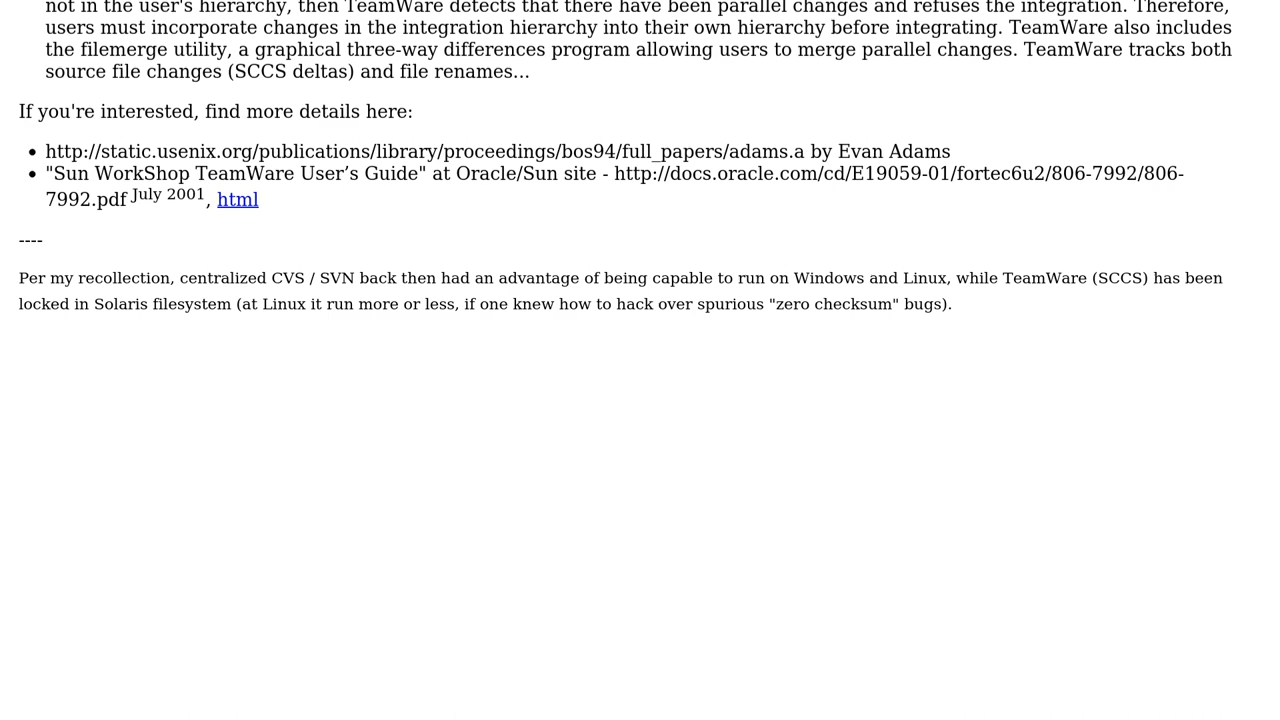 not in the user's hierarchy, then TeamWare detects that there have been parallel changes and refuses the integration. Therefore,
users must incorporate changes in the integration hierarchy into their own hierarchy before integrating. TeamWare also includes
the filemerge utility, a graphical three-way differences program allowing users to merge parallel changes. TeamWare tracks both
source file changes (SCCS deltas) and file renames...
If you're interested, find more details here:
• http://static.usenix.org/publications/library/proceedings/bos94/full_papers/adams.a by Evan Adams
• "Sun WorkShop TeamWare User’s Guide" at Oracle/Sun site - http://docs.oracle.com/cd/E19059-01/fortec6u2/806-7992/806-
7992.pdf July 2001, html
----
Per my recollection, centralized CVS / SVN back then had an advantage of being capable to run on Windows and Linux, while TeamWare (SCCS) has been
locked in Solaris filesystem (at Linux it run more or less, if one knew how to hack over spurious "zero checksum" bugs).